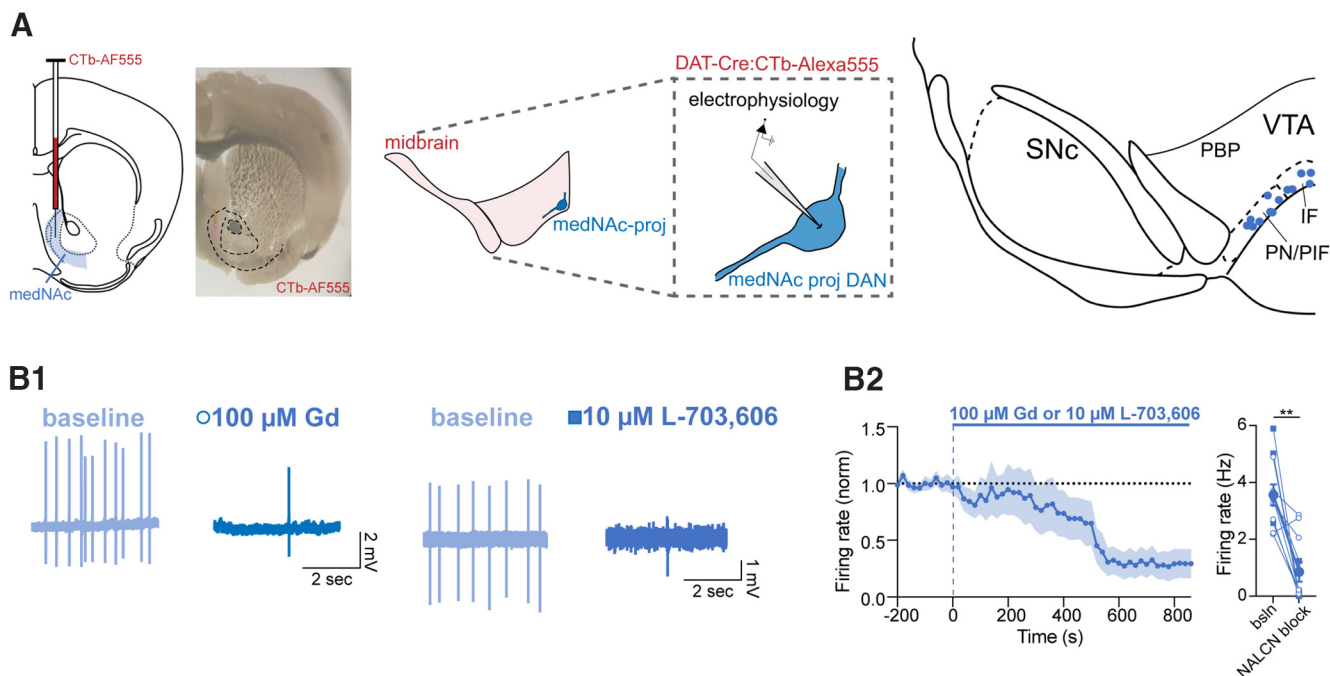 A
CTb-AF555
medNAc
CTb-AF555
midbrain
medNAc-proj
DAT-Cre:CTb-Alexa555
electrophysiology
medNAc proj DAN
SNc
VTA
PBP
IF
PN/PIF
B1
baseline
100 µM Gd
2 mV
2 sec
baseline
10 µM L-703,606
1 mV
2 sec
B2
100 µM Gd or 10 µM L-703,606
Firing rate (norm)
1.5
1.0
0.5
0.0
-200 0 200 400 600 800
Time (s)
**
Firing rate (Hz)
6
4
2
0
bsln
NALCN block